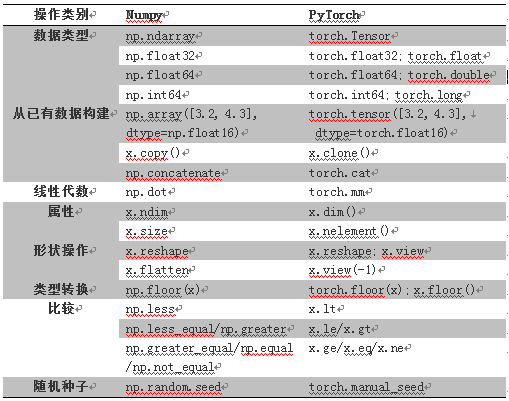 操作类别 Numpy PyTorch
数据类型 np.ndarray torch.Tensor
np.float32 torch.float32; torch.float
np.float64 torch.float64; torch.double
np.int64 torch.int64; torch.long
从已有数据构建 np.array([3.2, 4.3], torch.tensor([3.2, 4.3],
dtype=np.float16) dtype=torch.float16)
x.copy() x.clone()
np.concatenate torch.cat
线性代数 np.dot torch.mm
属性 x.ndim x.dim()
x.size x.nelement()
形状操作 x.reshape x.reshape; x.view
x.flatten x.view(-1)
类型转换 np.floor(x) torch.floor(x); x.floor()
比较 np.less x.lt
np.less_equal/np.greater x.le/x.gt
np.greater_equal/np.equal x.ge/x.eq/x.ne
/np.not_equal
随机种子 np.random.seed torch.manual_seed